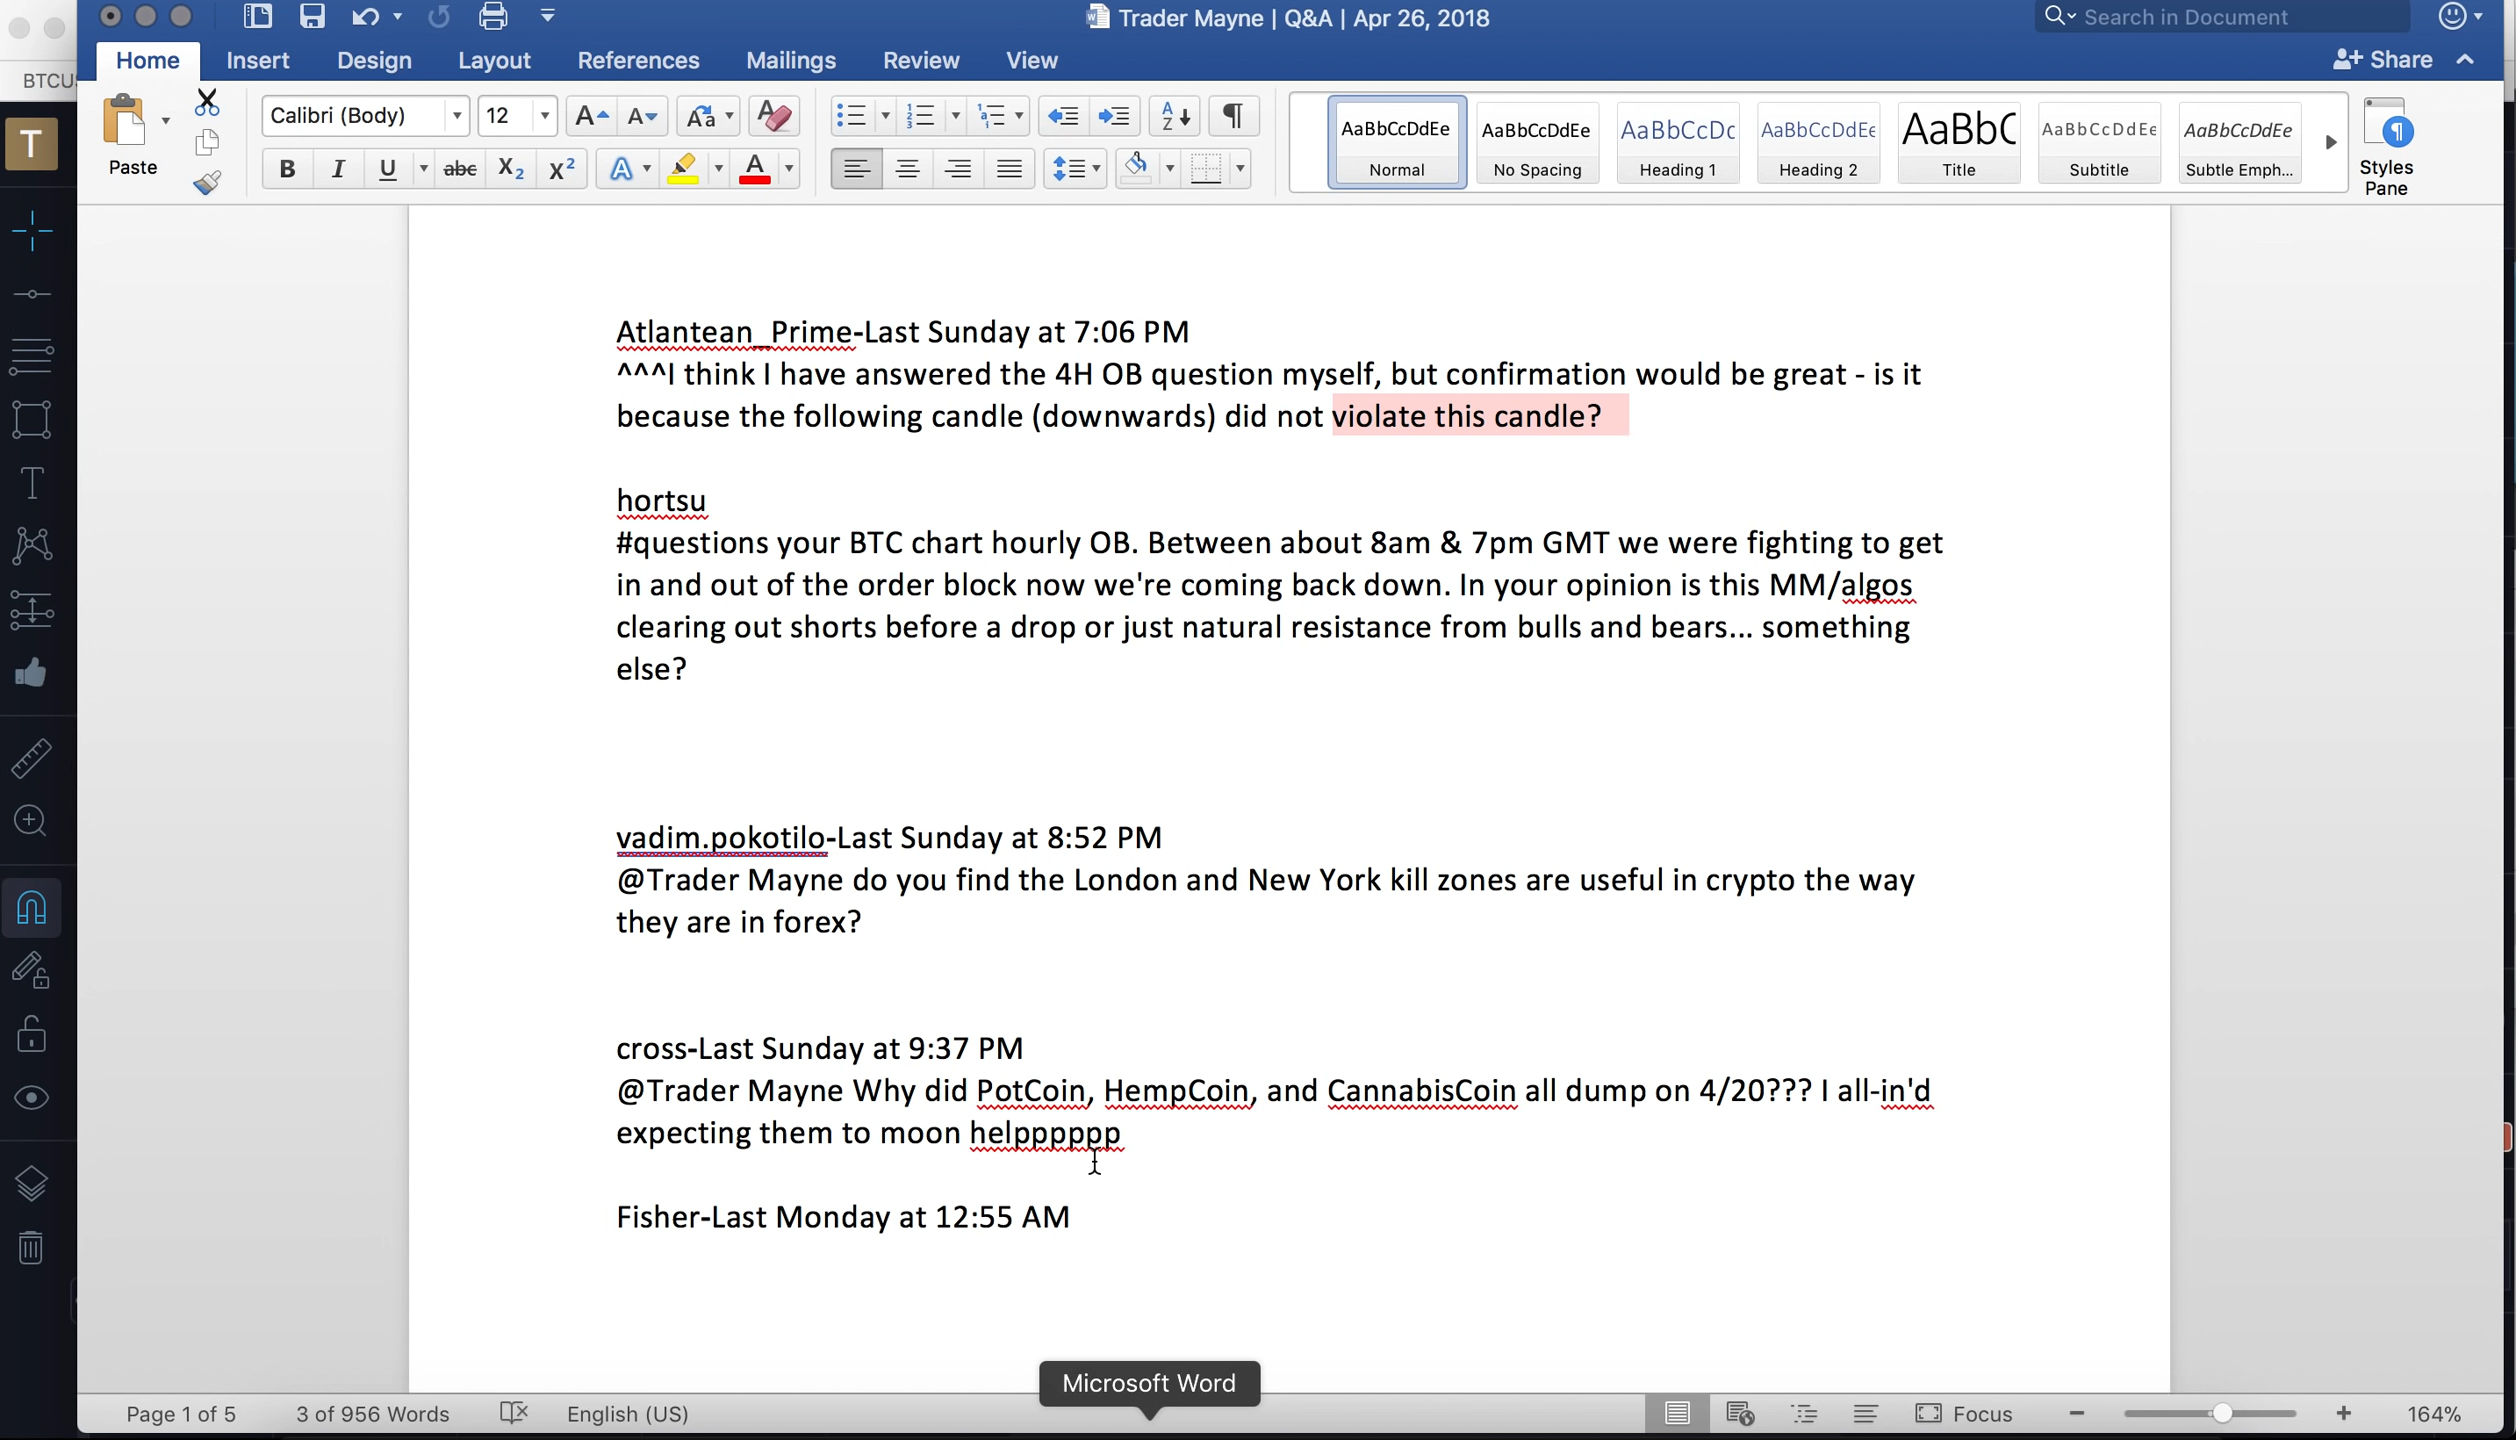 Trader Mayne | Q&A | Apr 26, 2018
Search in Document
Home Insert Design Layout References Mailings Review View
Share
BTCU
T
Paste
Calibri (Body) 12
AaBbCcDdEe AaBbCcDdEe AaBbCcDc AaBbCcDdEe AaBbC AaBbCcDdEe AaBbCcDdEe
Normal No Spacing Heading 1 Heading 2 Title Subtitle Subtle Emph...
Styles
Pane
Atlantean_Prime-Last Sunday at 7:06 PM
^^^I think I have answered the 4H OB question myself, but confirmation would be great - is it
because the following candle (downwards) did not violate this candle?
hortsu
#questions your BTC chart hourly OB. Between about 8am & 7pm GMT we were fighting to get
in and out of the order block now we're coming back down. In your opinion is this MM/algos
clearing out shorts before a drop or just natural resistance from bulls and bears... something
else?
vadim.pokotilo-Last Sunday at 8:52 PM
@Trader Mayne do you find the London and New York kill zones are useful in crypto the way
they are in forex?
cross-Last Sunday at 9:37 PM
@Trader Mayne Why did PotCoin, HempCoin, and CannabisCoin all dump on 4/20??? I all-in'd
expecting them to moon helpppppp
Fisher-Last Monday at 12:55 AM
Microsoft Word
Page 1 of 5 3 of 956 Words English (US) Focus 164%